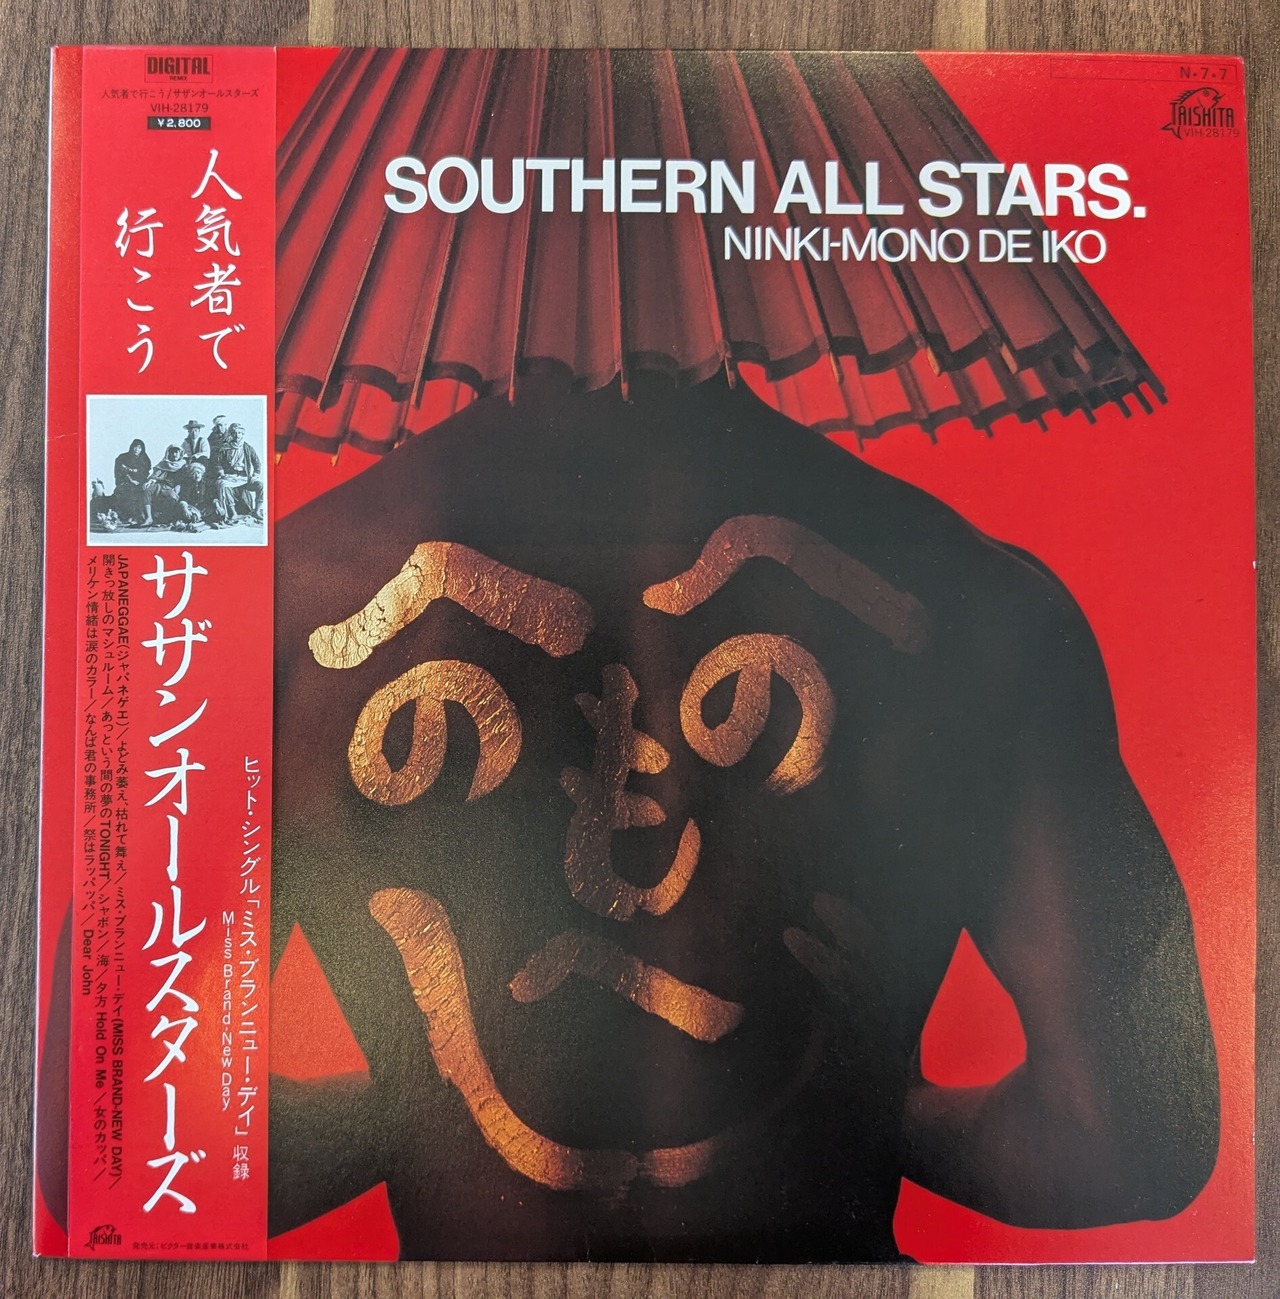 DIGITAL
REMIX
人気者で行こう/サザンオールスターズ
VIH-28179
¥2,800
人気者で
行こう
サザンオールスターズ
ヒット・シングル「ミス・ブランニュー・デイ」収録
Miss Brand-New Day
JAPANEGGAE(ジャパネゲエ)/よどみ萎え、枯れて舞え/ミス・ブランニュー・デイ(MISS BRAND-NEW DAY)/
開きっ放しのマシュルーム/あっという間の夢のTONIGHT/シャボン/海/夕方 Hold On Me/女のカッパ/
メリケン情緒は涙のカラー/なんば君の事務所/祭はラッパッパ/Dear John
TAISHITA
発売元:ビクター音楽産業株式会社
N・7・7
TAISHITA
VIH-28179
SOUTHERN ALL STARS.
NINKI-MONO DE IKO
へ へ
の の
も
へ
し